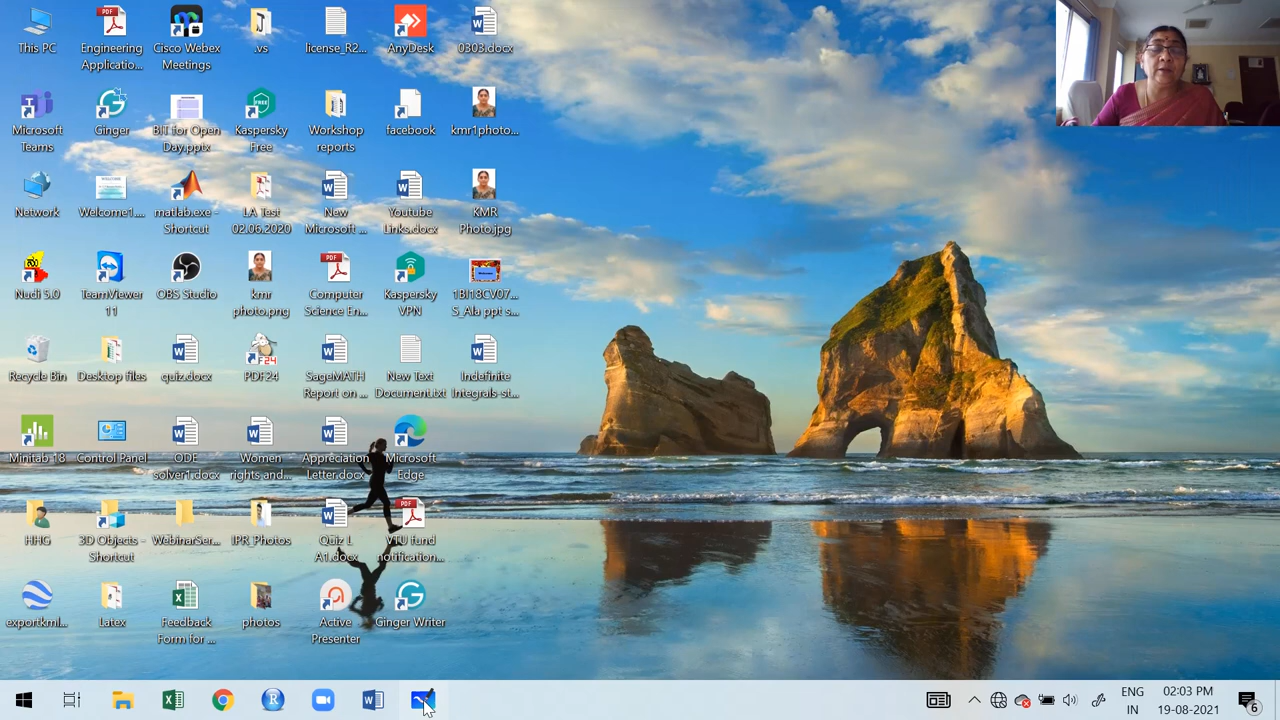 This PC
Engineering
Applicatio...
Cisco Webex
Meetings
.vs
license_R2...
AnyDesk
0303.docx
Microsoft
Teams
Ginger
BIT for Open
Day.pptx
Kaspersky
Free
FREE
Workshop
reports
facebook
kmr1photo...
Network
Welcome1....
matlab.exe -
Shortcut
LA Test
02.06.2020
New
Microsoft ...
Youtube
Links.docx
KMR
Photo.jpg
Nudi 5.0
TeamViewer
11
OBS Studio
kmr
photo.png
PDF
Computer
Science En...
Kaspersky
VPN
1BI18CV07...
S_Ala ppt s...
Recycle Bin
Desktop files
quiz.docx
PDF24
SageMATH
Report on ...
New Text
Document.txt
Indefinite
Integrals-st...
Minitab 18
Control Panel
ODE
solver1.docx
Women
rights and...
Appreciation
Letter.docx
Microsoft
Edge
HHG
3D Objects -
Shortcut
WebinarSer...
IPR_Photos
Quiz L
A1.docx
PDF
VTU fund
notification...
exportkml...
Latex
Feedback
Form for ...
photos
Active
Presenter
Ginger Writer
ENG
IN
02:03 PM
19-08-2021
6